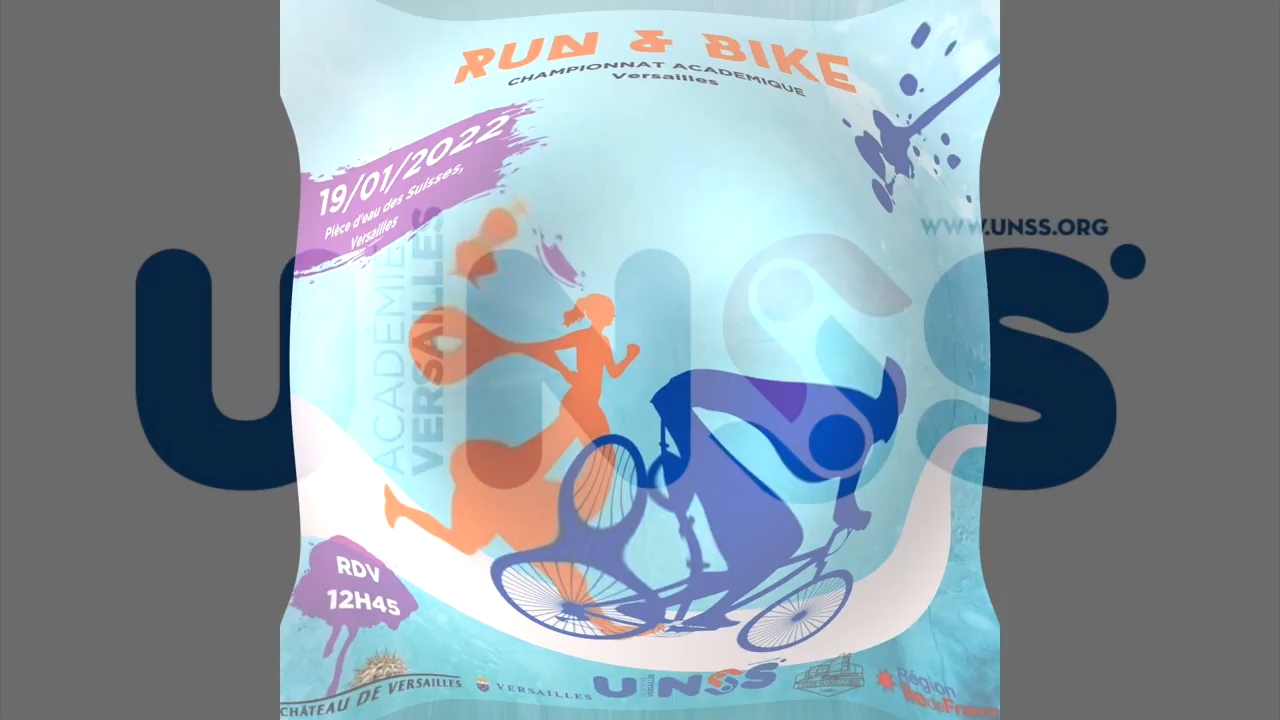 RUN & BIKE
CHAMPIONNAT ACADEMIQUE
Versailles
19/01/2022
Pièce d'eau des Suisses,
Versailles
WWW.UNSS.ORG
UNSS
ACADÉMIE
VERSAILLES
RDV
12H45
CHÂTEAU DE VERSAILLES
VERSAILLES
UNSS
Région
îledeFrance